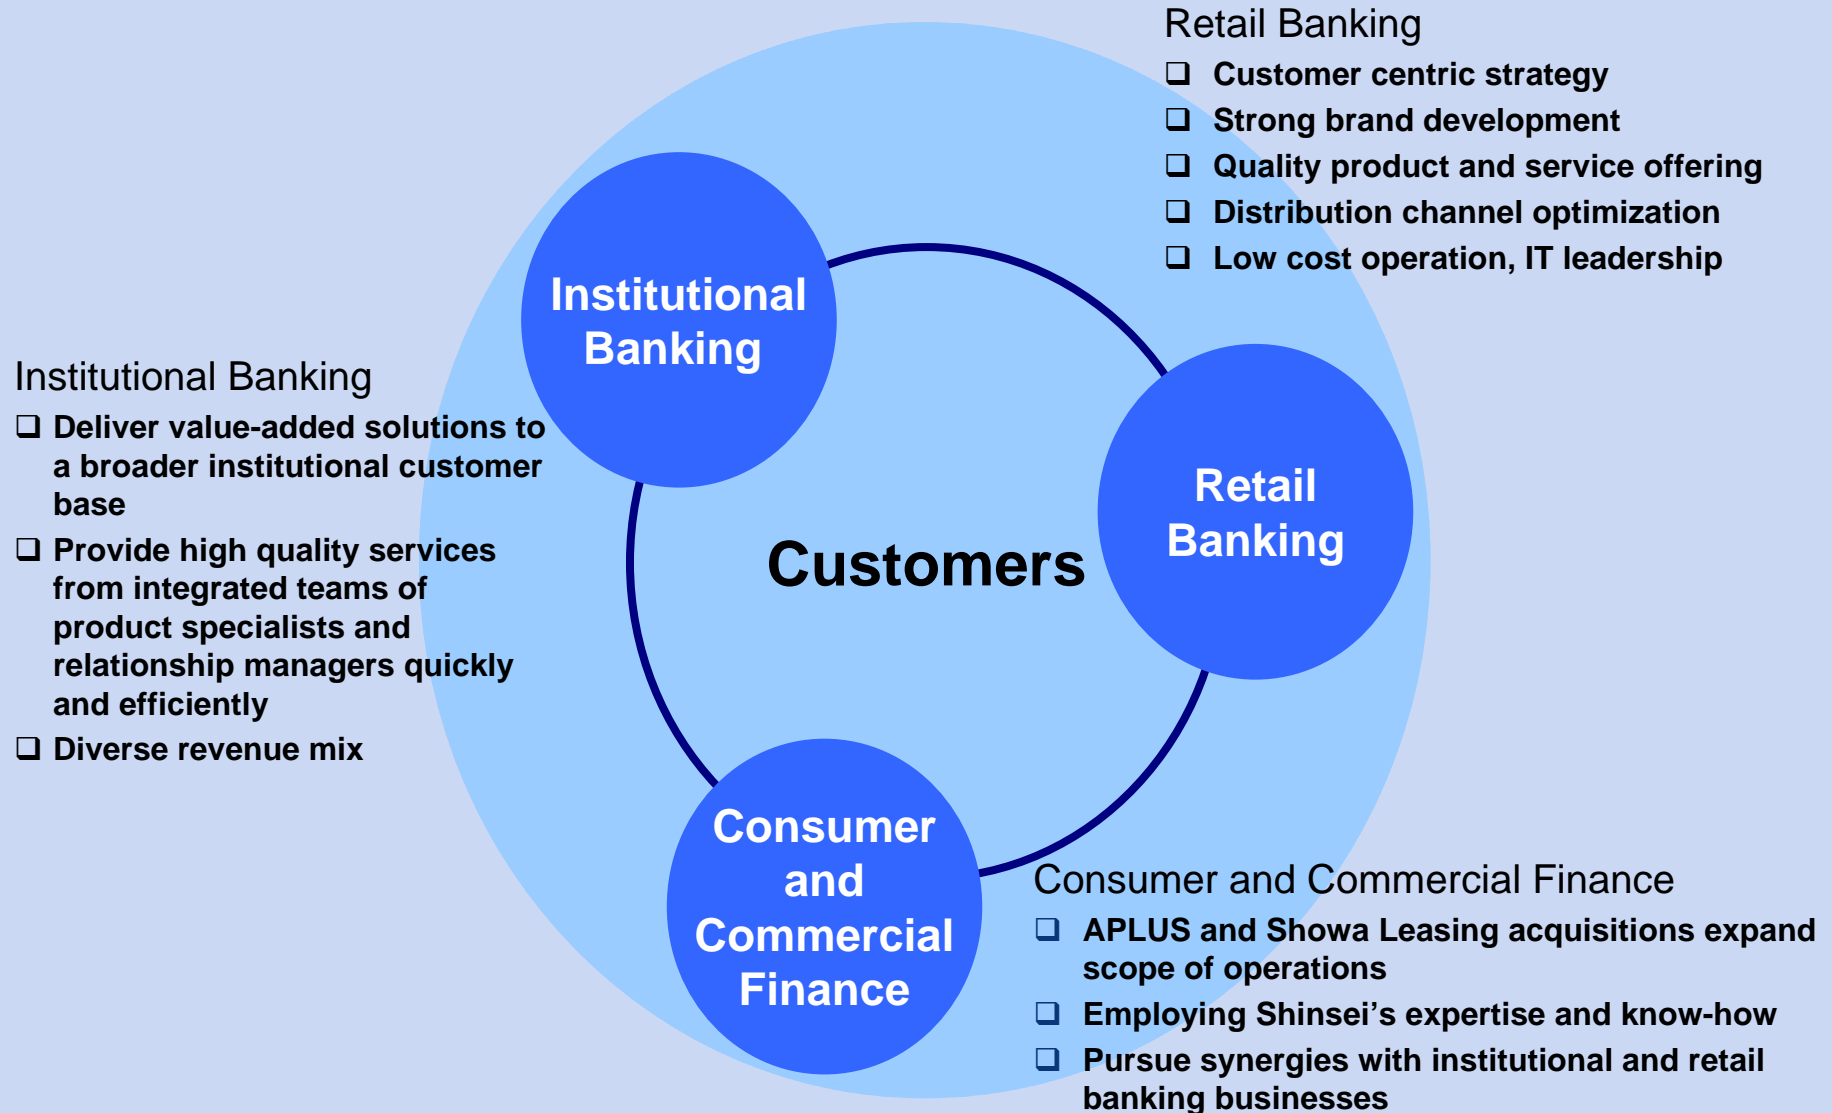 Retail Banking
❑ Customer centric strategy
❑ Strong brand development
❑ Quality product and service offering
❑ Distribution channel optimization
❑ Low cost operation, IT leadership
Institutional
Banking
Institutional Banking
❑ Deliver value-added solutions to
a broader institutional customer
base
❑ Provide high quality services
from integrated teams of
product specialists and
relationship managers quickly
and efficiently
❑ Diverse revenue mix
Retail
Banking
Customers
Consumer
and
Commercial
Finance
Consumer and Commercial Finance
❑ APLUS and Showa Leasing acquisitions expand
scope of operations
❑ Employing Shinsei’s expertise and know-how
❑ Pursue synergies with institutional and retail
banking businesses